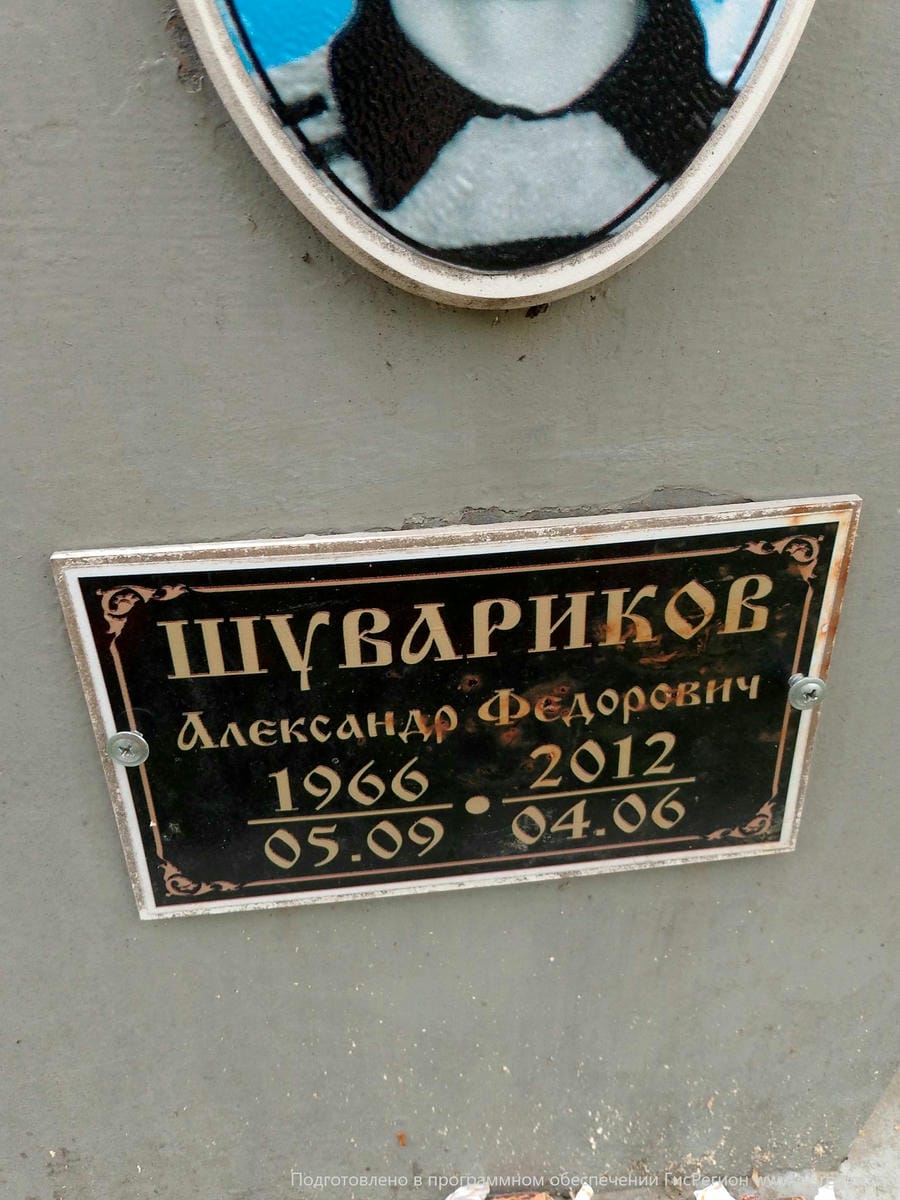 ШУВАРИКОВ
Александр Федорович
1966 2012
05.09 04.06
Подготовлено в программном обеспечении ГисРегион